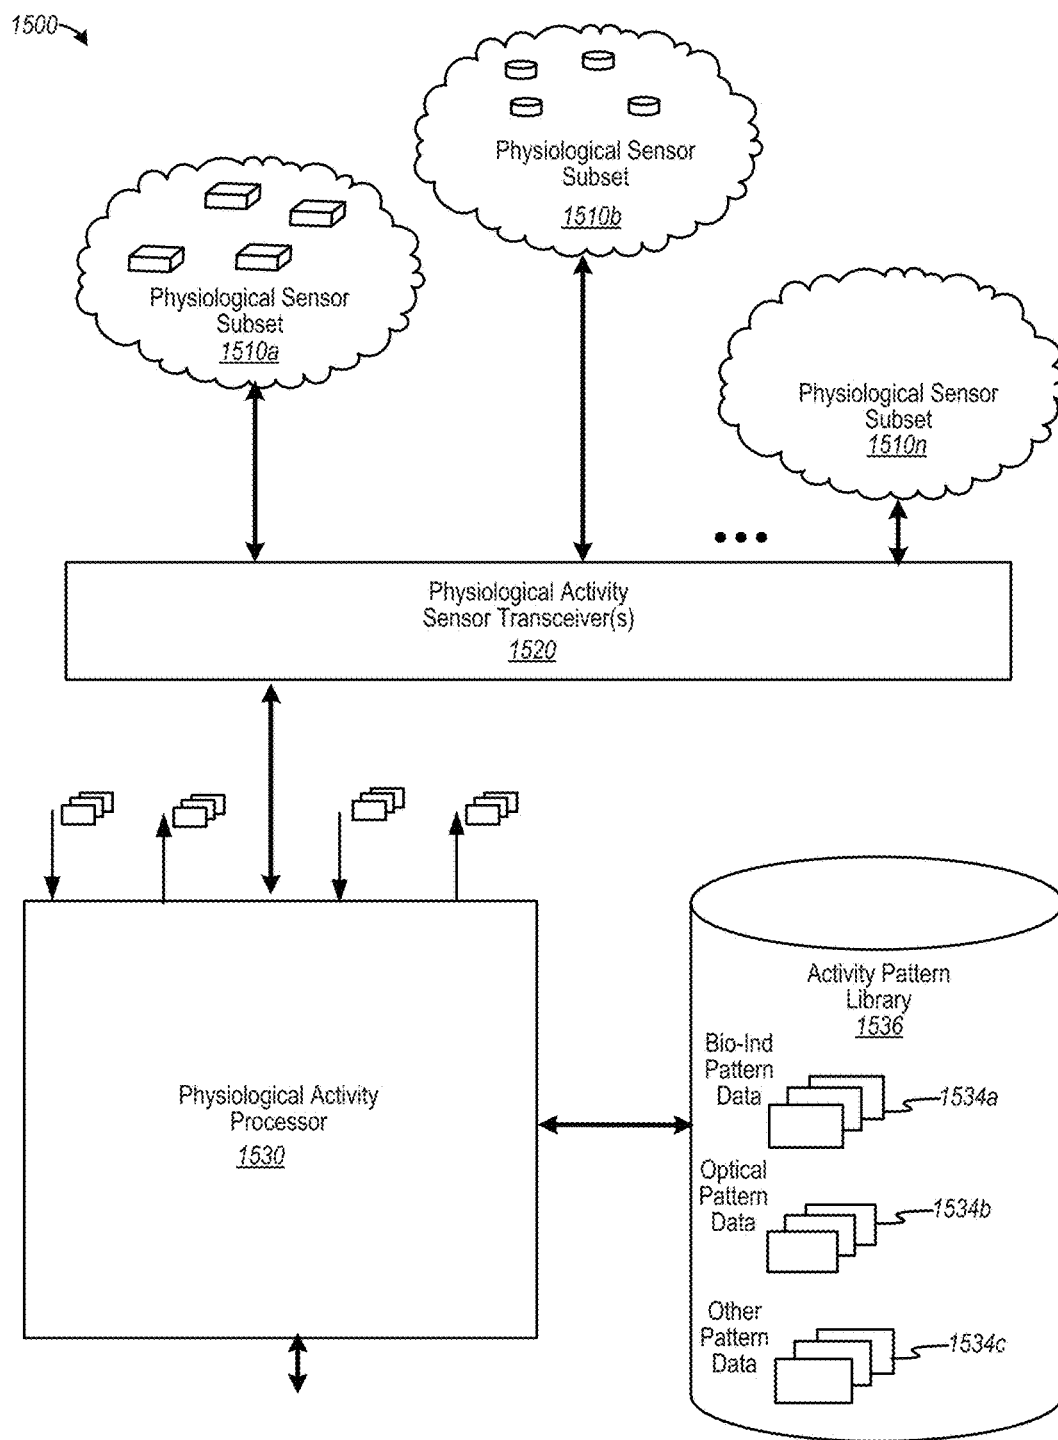 1500
Physiological Sensor
Subset
1510b
Physiological Sensor
Subset
1510a
Physiological Sensor
Subset
1510n
Physiological Activity
Sensor Transceiver(s)
1520
Activity Pattern
Library
1536
Bio-Ind
Pattern
Data
1534a
Physiological Activity
Processor
1530
Optical
Pattern
Data
1534b
Other
Pattern
Data
1534c